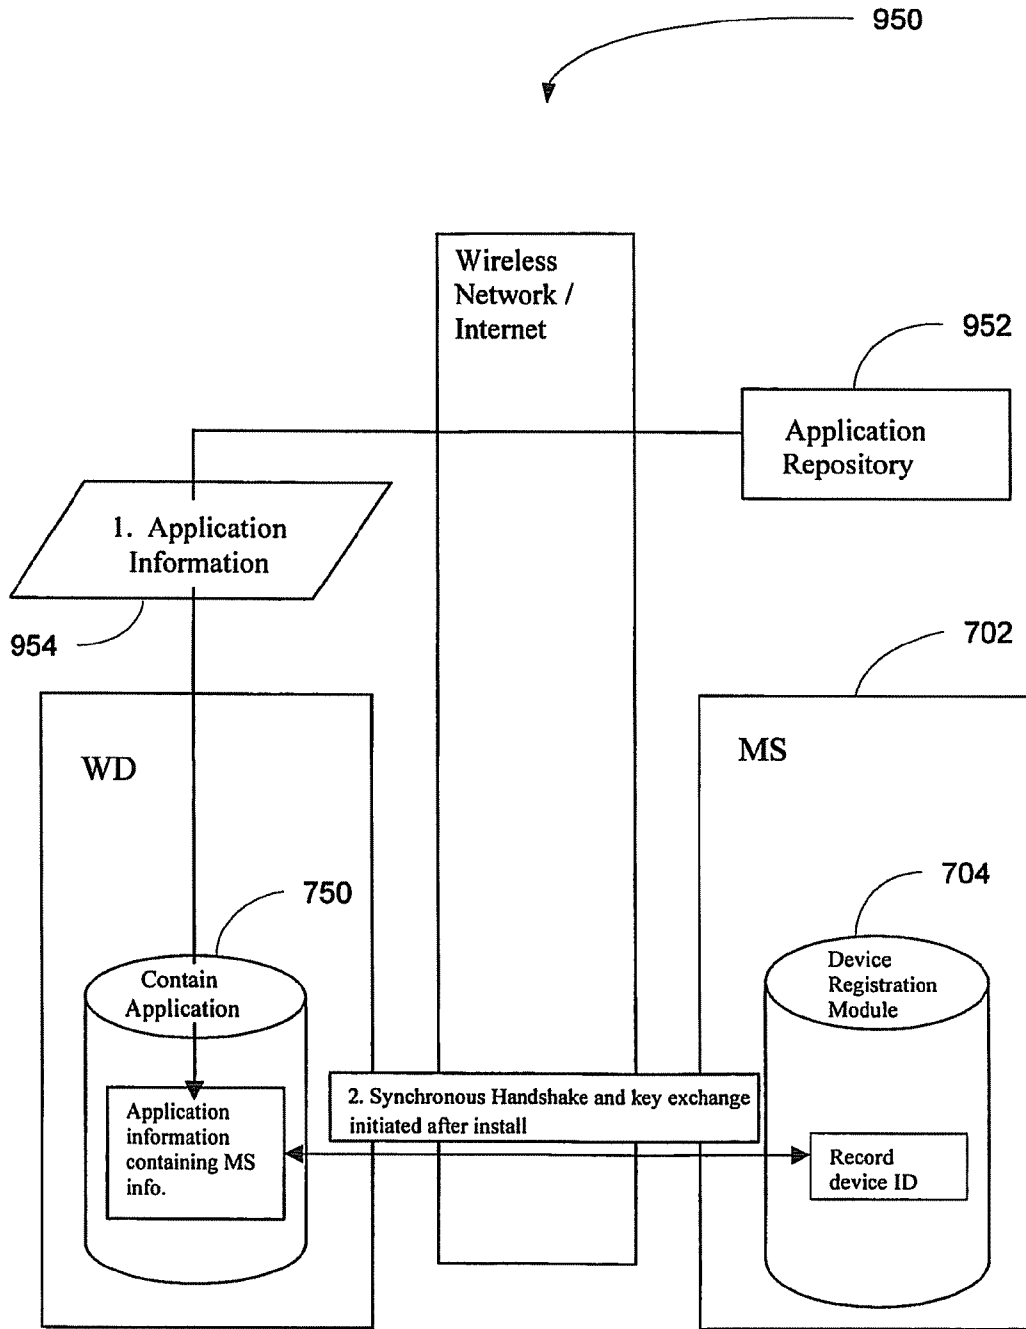 950
Wireless
Network /
Internet
952
Application
Repository
1. Application
Information
954
702
WD
MS
750
704
Contain
Application
Device
Registration
Module
2. Synchronous Handshake and key exchange
initiated after install
Application
information
containing MS
info.
Record
device ID